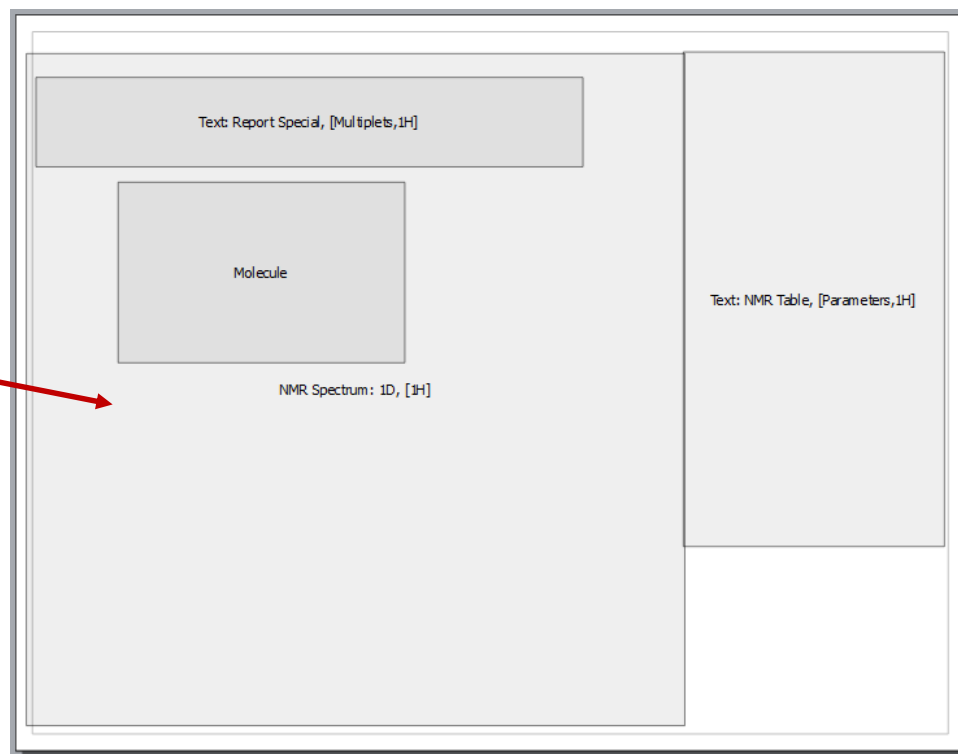 Text: Report Special, [Multiplets,1H]
Molecule
Text: NMR Table, [Parameters,1H]
NMR Spectrum: 1D, [1H]